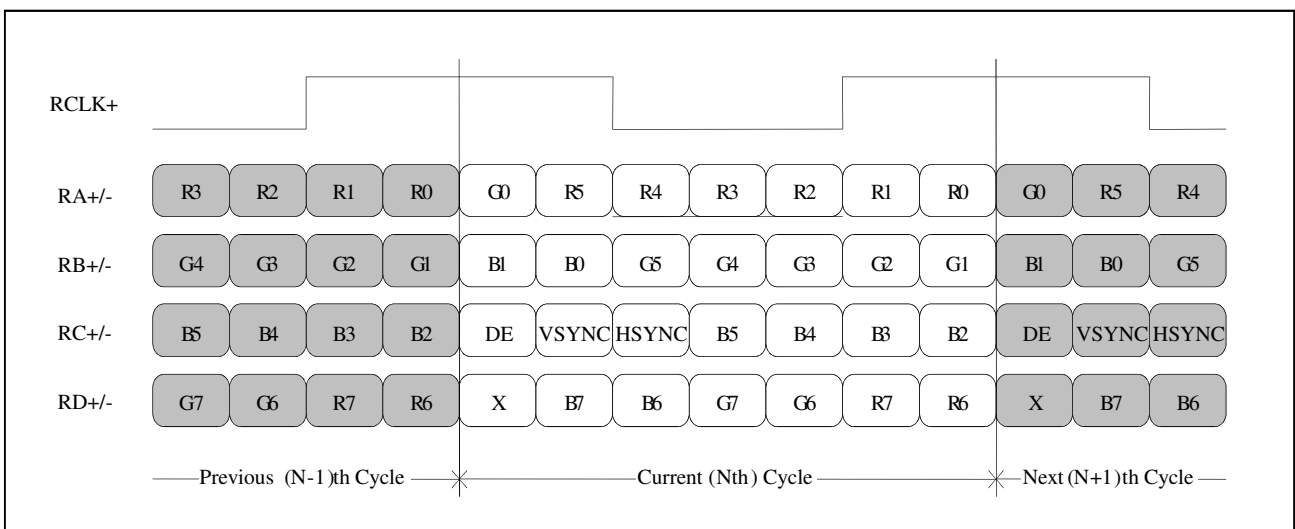 RCLK+
RA+/- R3 R2 R1 R0 G0 R5 R4 R3 R2 R1 R0 G0 R5 R4
RB+/- G4 G3 G2 G1 B1 B0 G5 G4 G3 G2 G1 B1 B0 G5
RC+/- B5 B4 B3 B2 DE VSYNC HSYNC B5 B4 B3 B2 DE VSYNC HSYNC
RD+/- G7 G6 R7 R6 X B7 B6 G7 G6 R7 R6 X B7 B6
Previous (N-1)th Cycle Current (Nth) Cycle Next (N+1)th Cycle